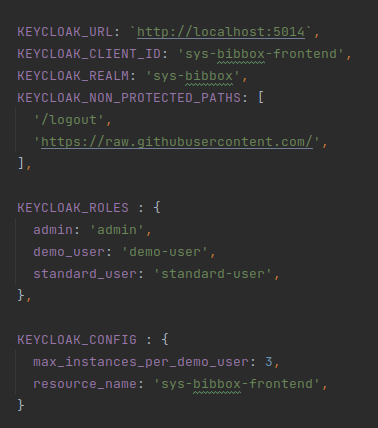 KEYCLOAK_URL: `http://localhost:5014`,
KEYCLOAK_CLIENT_ID: 'sys-bibbox-frontend',
KEYCLOAK_REALM: 'sys-bibbox',
KEYCLOAK_NON_PROTECTED_PATHS: [
'/logout',
'https://raw.githubusercontent.com/',
],
KEYCLOAK_ROLES : {
admin: 'admin',
demo_user: 'demo-user',
standard_user: 'standard-user',
},
KEYCLOAK_CONFIG : {
max_instances_per_demo_user: 3,
resource_name: 'sys-bibbox-frontend',
}